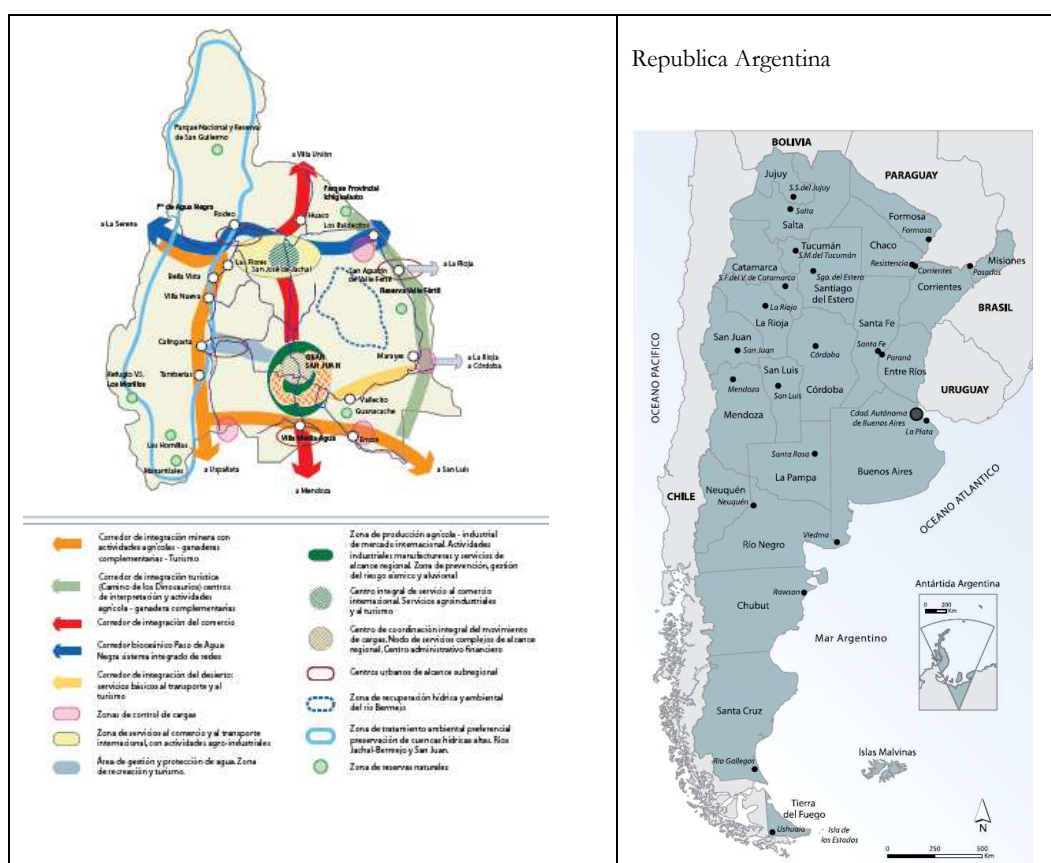 Parque Nacional y Reserva
de San Guillermo
a Villa Unión
Parque Provincial
Ichigualasto
Pso de Agua Negra
Rodeo
Huaco
Los Baldecitos
a La Serena
Las Flores
San José de Jáchal
San Agustín
de Valle Fértil
a La Rioja
Bella Vista
Reserva Valle Fértil
Villa Nueva
Calingasta
GRAN
SAN JUAN
Marayes
a La Rioja
a Córdoba
Refugio V.S.
Los Morillos
Tamberías
Vallecito
Guanacache
Las Hornillas
Villa Media Agua
Encon
Manantiales
a Uspallata
a San Luis
a Mendoza
Corredor de integración minera con
actividades agrícolas - ganaderas
complementarias - Turismo
Corredor de integración turística
(Camino de los Dinosaurios) centros
de interpretación y actividades
agrícola - ganadera complementarias
Corredor de integración del comercio
Corredor bioceánico Paso de Agua
Negra sistema integrado de redes
Corredor de integración del desierto:
servicios básicos al transporte y al
turismo
Zonas de control de cargas
Zona de servicios al comercio y al transporte
internacional, con actividades agro-industriales
Área de gestión y protección de agua. Zona
de recreación y turismo.
Zona de producción agrícola - industrial
de mercado internacional. Actividades
industriales manufactureras y servicios de
alcance regional. Zona de prevención, gestión
del riesgo sísmico y aluvional
Centro integral de servicio al comercio
internacional. Servicios agroindustriales
y al turismo
Centro de coordinación integral del movimiento
de cargas. Nodo de servicios complejos de alcance
regional. Centro administrativo financiero
Centros urbanos de alcance subregional
Zona de recuperación hídrica y ambiental
del río Bermejo
Zona de tratamiento ambiental preferencial
preservación de cuencas hídricas altas. Ríos
Jachal-Bermejo y San Juan.
Zona de reservas naturales
Republica Argentina
BOLIVIA
Jujuy
PARAGUAY
S.S.del Jujuy
Salta
Salta
Formosa
Formosa
Tucumán
S.M.del Tucumán
Chaco
Misiones
Resistencia
Corrientes
Posadas
Catamarca
S.F.del V. de Catamarca
Sgo. del Estero
Santiago
del Estero
Corrientes
BRASIL
La Rioja
La Rioja
Santa Fe
San Juan
San Juan
Córdoba
Santa Fe
Paraná
Entre Ríos
OCEANO PACIFICO
San Luis
URUGUAY
Mendoza
San Luis
Córdoba
Mendoza
Cdad. Autónoma
de Buenos Aires
La Plata
Santa Rosa
La Pampa
Buenos Aires
CHILE
Neuquén
Neuquén
OCEANO ATLANTICO
Río Negro
Viedma
Rawson
Chubut
Antártida Argentina
0 200
Km
Mar Argentino
Santa Cruz
Islas Malvinas
Río Gallegos
Tierra
del Fuego
Ushuaia
Isla de
los Estados
N
0 250 500
Km